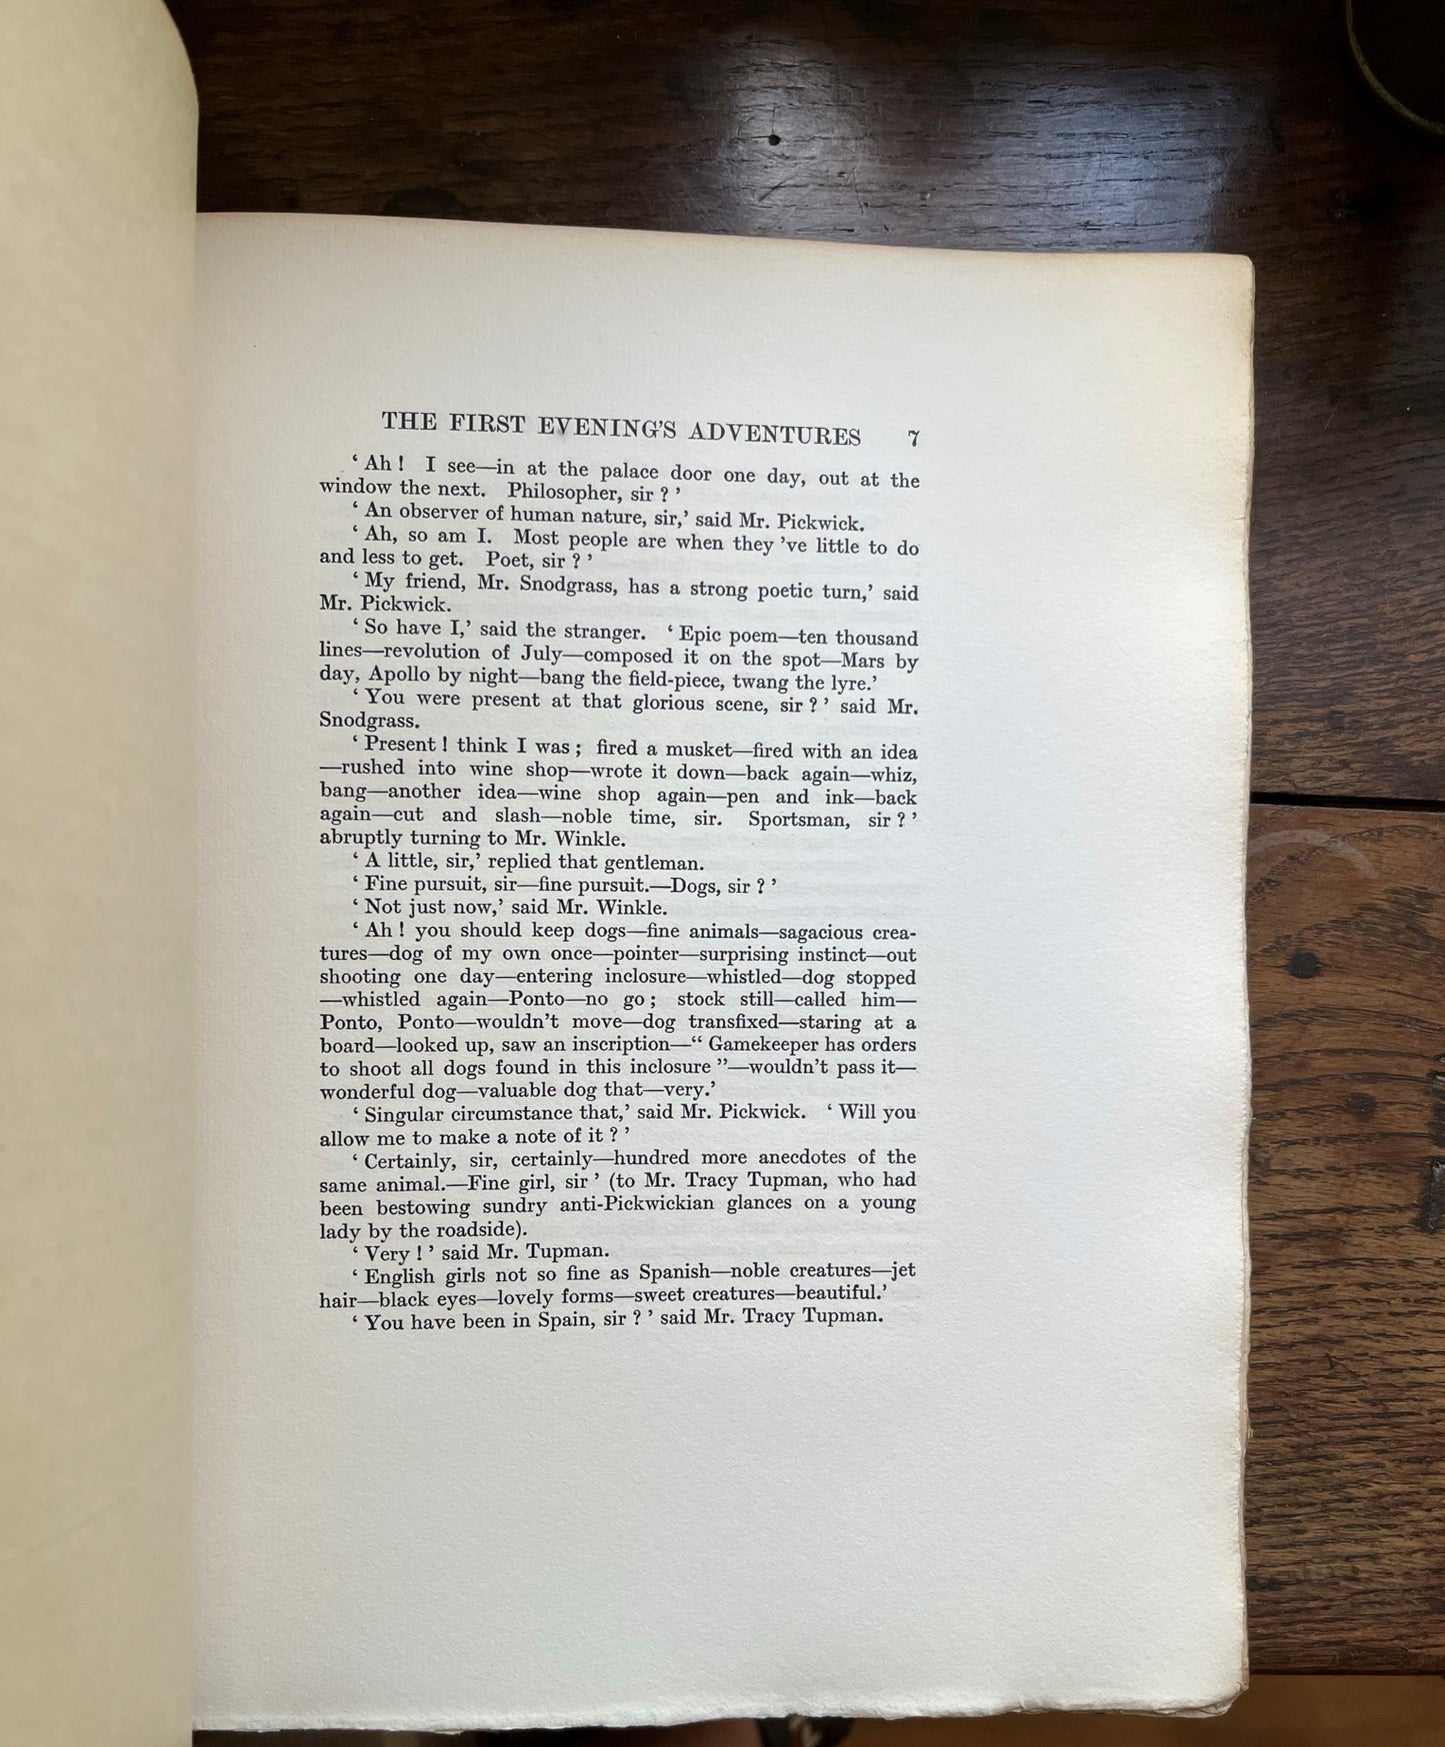 THE FIRST EVENING'S ADVENTURES 7
‘ Ah ! I see—in at the palace door one day, out at the
window the next. Philosopher, sir ? ’
‘ An observer of human nature, sir,’ said Mr. Pickwick.
‘ Ah, so am I. Most people are when they ’ve little to do
and less to get. Poet, sir ? ’
‘ My friend, Mr. Snodgrass, has a strong poetic turn,’ said
Mr. Pickwick.
‘ So have I,’ said the stranger. ‘ Epic poem—ten thousand
lines—revolution of July—composed it on the spot—Mars by
day, Apollo by night—bang the field-piece, twang the lyre.’
‘ You were present at that glorious scene, sir ? ’ said Mr.
Snodgrass.
‘ Present ! think I was ; fired a musket—fired with an idea
—rushed into wine shop—wrote it down—back again—whiz,
bang—another idea—wine shop again—pen and ink—back
again—cut and slash—noble time, sir. Sportsman, sir ? ’
abruptly turning to Mr. Winkle.
‘ A little, sir,’ replied that gentleman.
‘ Fine pursuit, sir—fine pursuit.—Dogs, sir ? ’
‘ Not just now,’ said Mr. Winkle.
‘ Ah ! you should keep dogs—fine animals—sagacious crea-
tures—dog of my own once—pointer—surprising instinct—out
shooting one day—entering inclosure—whistled—dog stopped
—whistled again—Ponto—no go ; stock still—called him—
Ponto, Ponto—wouldn’t move—dog transfixed—staring at a
board—looked up, saw an inscription—“ Gamekeeper has orders
to shoot all dogs found in this inclosure ”—wouldn’t pass it—
wonderful dog—valuable dog that—very.’
‘ Singular circumstance that,’ said Mr. Pickwick. ‘ Will you
allow me to make a note of it ? ’
‘ Certainly, sir, certainly—hundred more anecdotes of the
same animal.—Fine girl, sir ’ (to Mr. Tracy Tupman, who had
been bestowing sundry anti-Pickwickian glances on a young
lady by the roadside).
‘ Very ! ’ said Mr. Tupman.
‘ English girls not so fine as Spanish—noble creatures—jet
hair—black eyes—lovely forms—sweet creatures—beautiful.’
‘ You have been in Spain, sir ? ’ said Mr. Tracy Tupman.